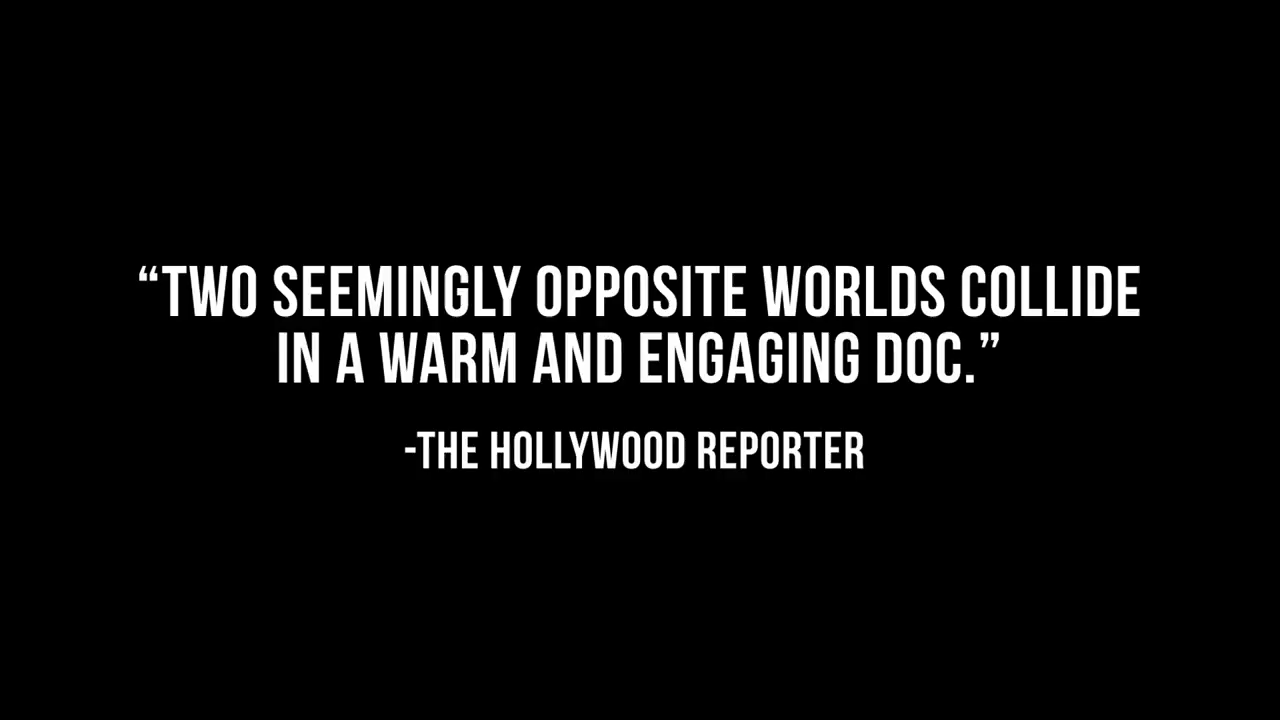 “TWO SEEMINGLY OPPOSITE WORLDS COLLIDE
IN A WARM AND ENGAGING DOC.”
-THE HOLLYWOOD REPORTER